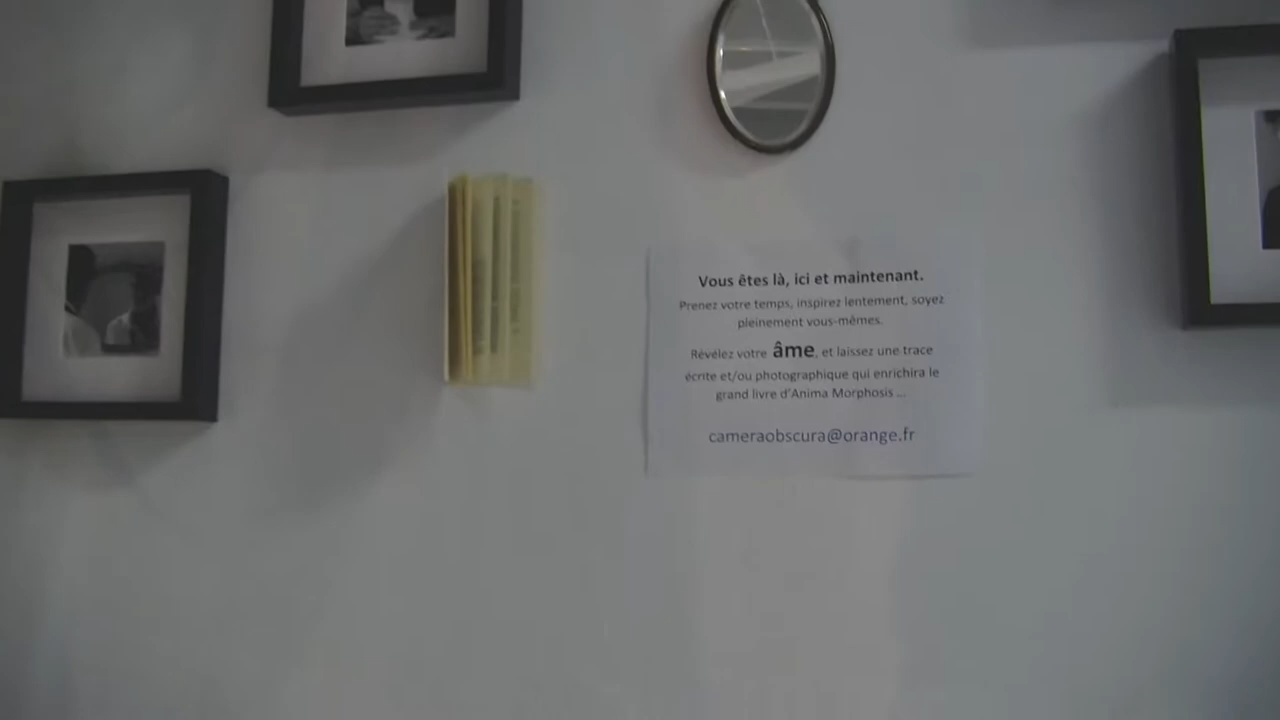 Vous êtes là, ici et maintenant.
Prenez votre temps, inspirez lentement, soyez
pleinement vous-mêmes.
Révélez votre âme, et laissez une trace
écrite et/ou photographique qui enrichira le
grand livre d'Anima Morphosis ...
cameraobscura@orange.fr